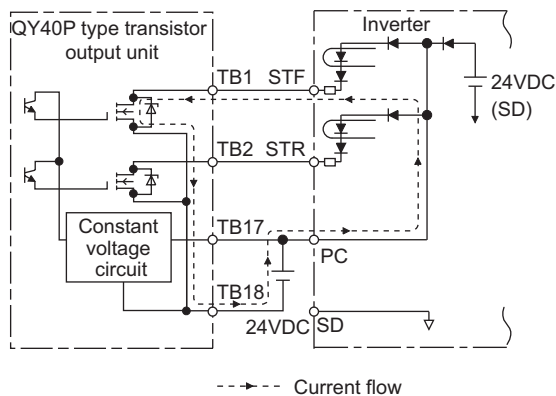 QY40P type transistor
output unit
Inverter
TB1 STF
24VDC
(SD)
TB2 STR
Constant
voltage
circuit
TB17
PC
TB18
24VDC SD
Current flow